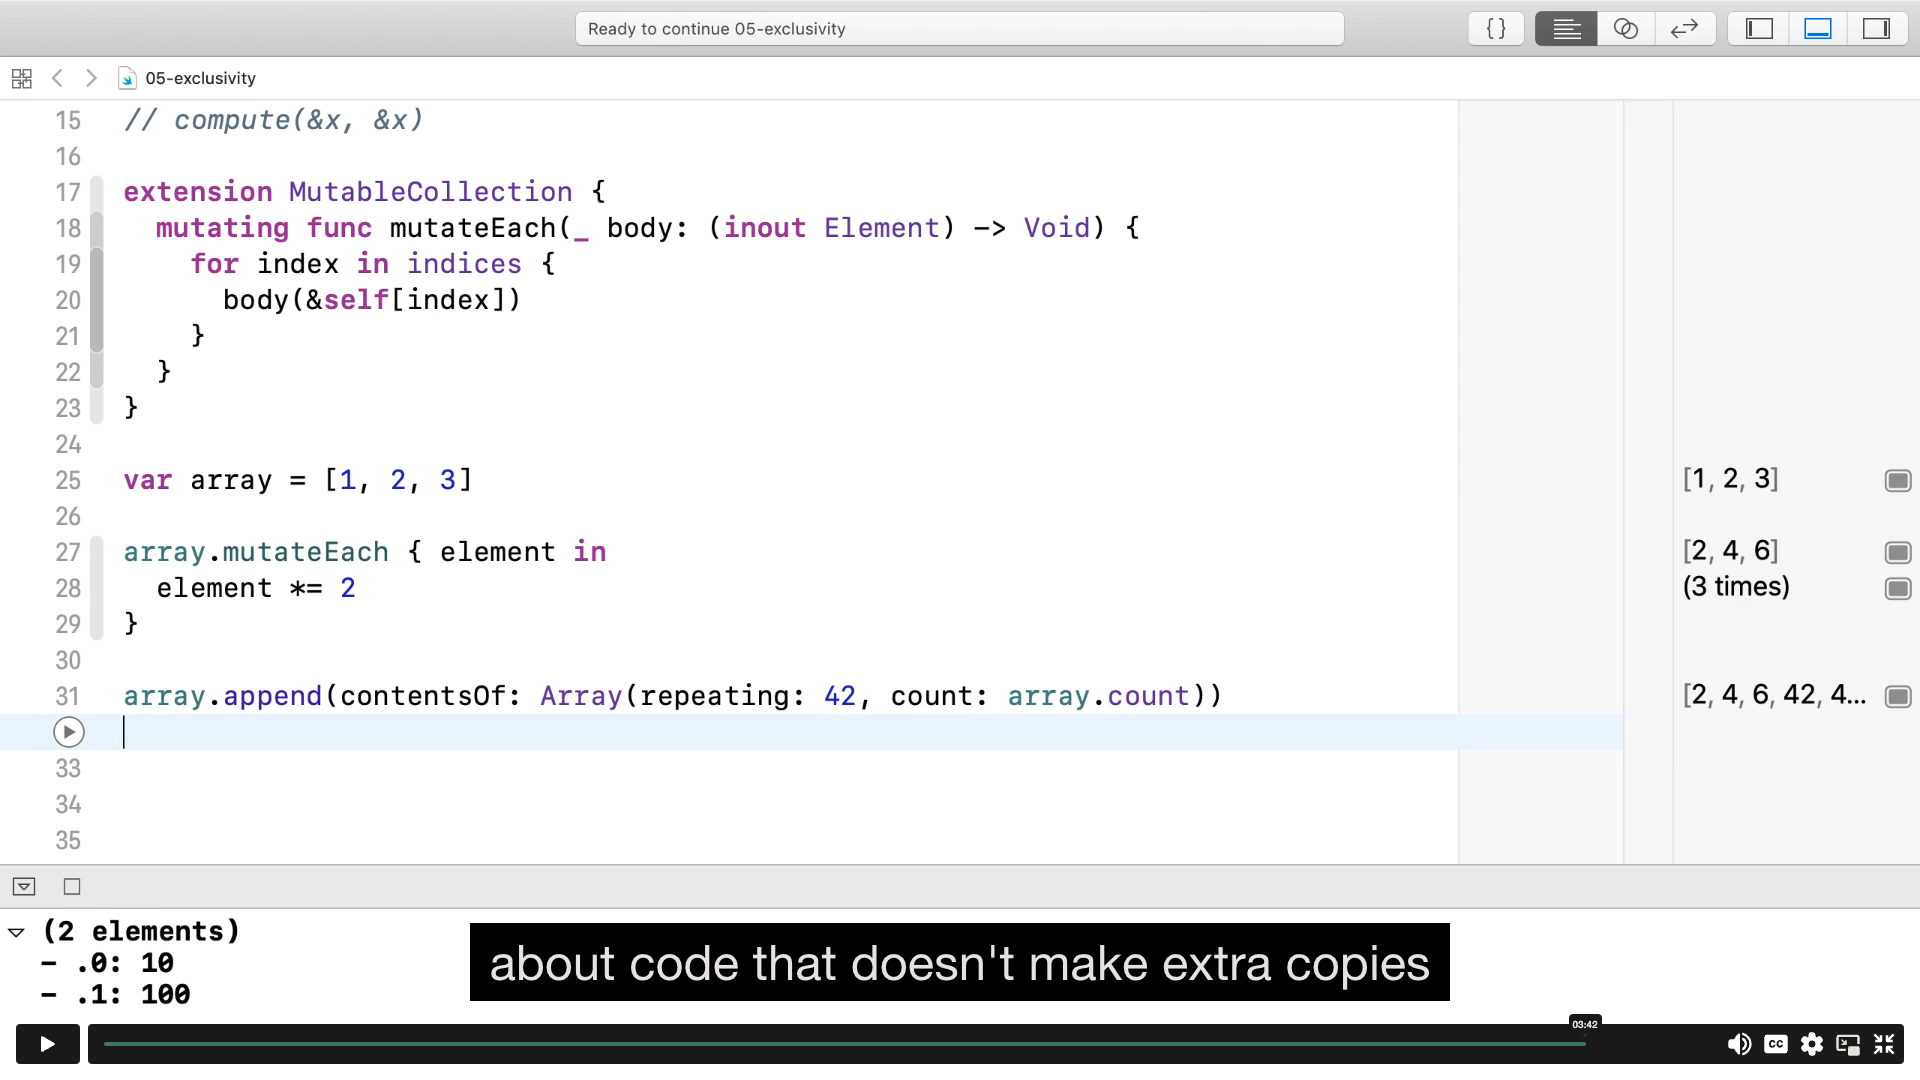 Ready to continue 05-exclusivity
{ }
05-exclusivity
15 // compute(&x, &x)
16
17 extension MutableCollection {
18 mutating func mutateEach(_ body: (inout Element) -> Void) {
19 for index in indices {
20 body(&self[index])
21 }
22 }
23 }
24
25 var array = [1, 2, 3] [1, 2, 3]
26
27 array.mutateEach { element in [2, 4, 6]
28 element *= 2 (3 times)
29 }
30
31 array.append(contentsOf: Array(repeating: 42, count: array.count)) [2, 4, 6, 42, 4...
33
34
35
(2 elements)
- .0: 10
- .1: 100
about code that doesn't make extra copies
03:42
CC